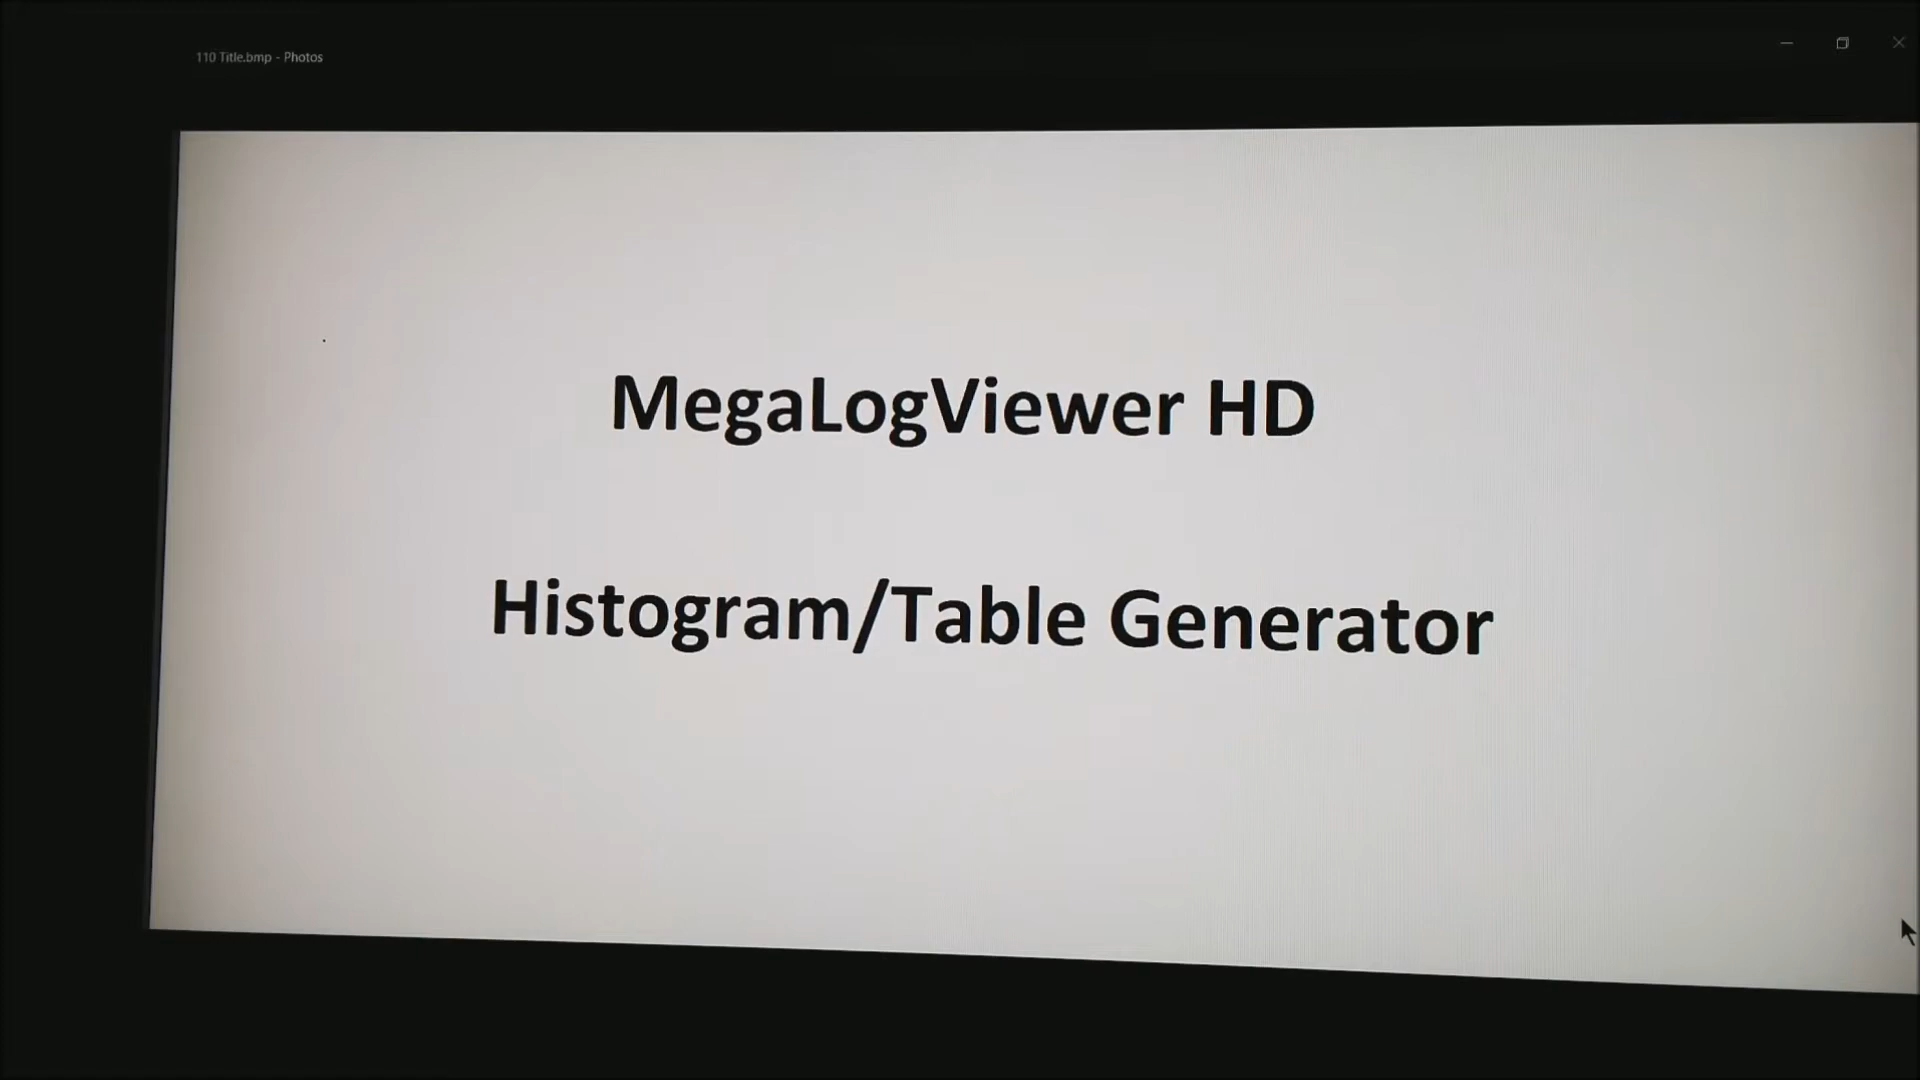 110 Title.bmp - Photos
MegaLogViewer HD
Histogram/Table Generator